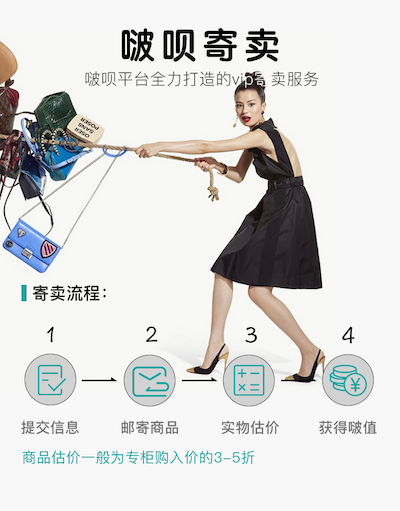 啵呗寄卖
啵呗平台全力打造的vip寄 卖服务
寄卖流程：
1 2 3 4
提交信息 邮寄商品 实物估价 获得啵值
商品估价一般为专柜购入价的3-5折